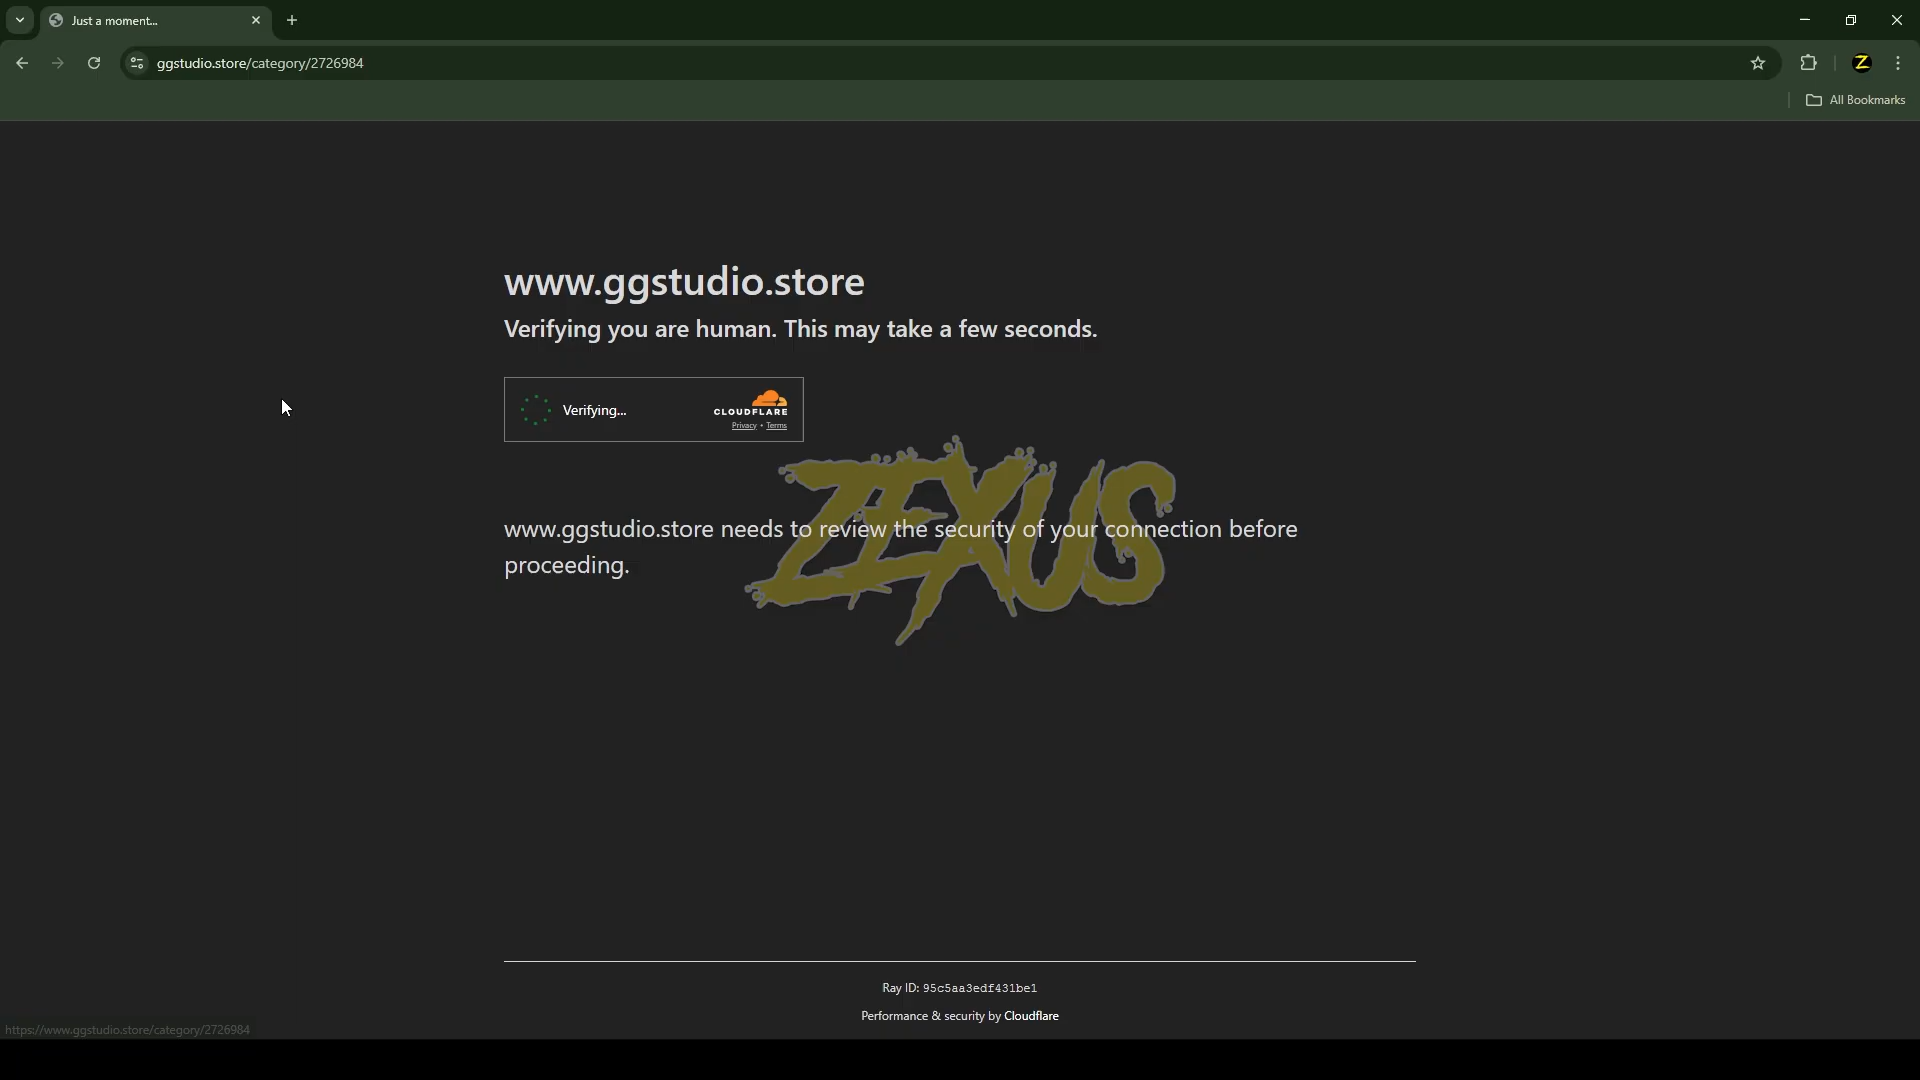 Just a moment...
ggstudio.store/category/2726984
Z
All Bookmarks
www.ggstudio.store
Verifying you are human. This may take a few seconds.
Verifying...
CLOUDFLARE
Privacy • Terms
ZEXUS
www.ggstudio.store needs to review the security of your connection before
proceeding.
Ray ID: 95c5aa3edf431be1
Performance & security by Cloudflare
https://www.ggstudio.store/category/2726984